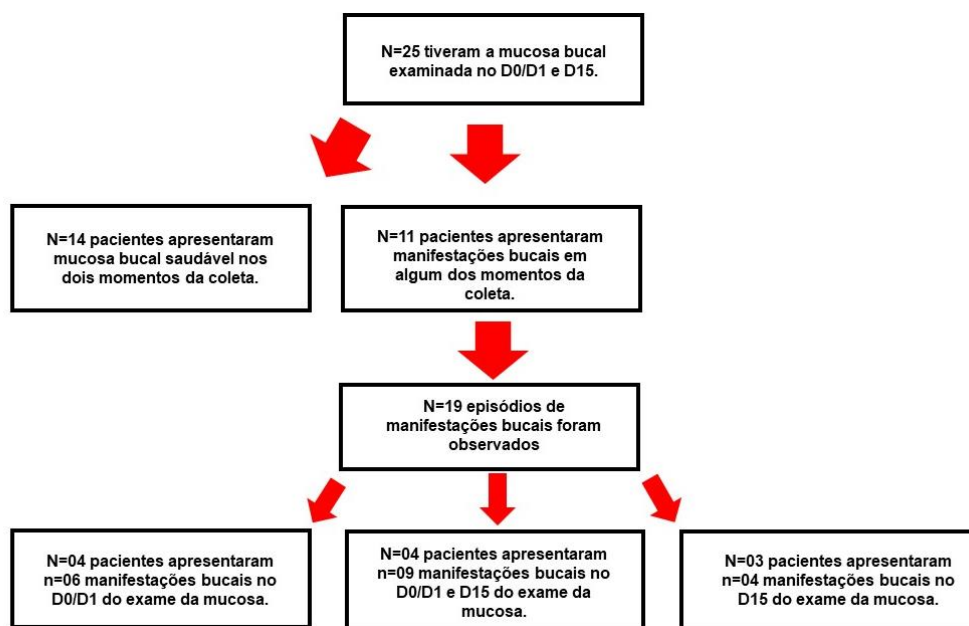 N=25 tiveram a mucosa bucal
examinada no D0/D1 e D15.
N=14 pacientes apresentaram
mucosa bucal saudável nos
dois momentos da coleta.
N=11 pacientes apresentaram
manifestações bucais em
algum dos momentos da
coleta.
N=19 episódios de
manifestações bucais foram
observados
N=04 pacientes apresentaram
n=06 manifestações bucais no
D0/D1 do exame da mucosa.
N=04 pacientes apresentaram
n=09 manifestações bucais no
D0/D1 e D15 do exame da
mucosa.
N=03 pacientes apresentaram
n=04 manifestações bucais no
D15 do exame da mucosa.